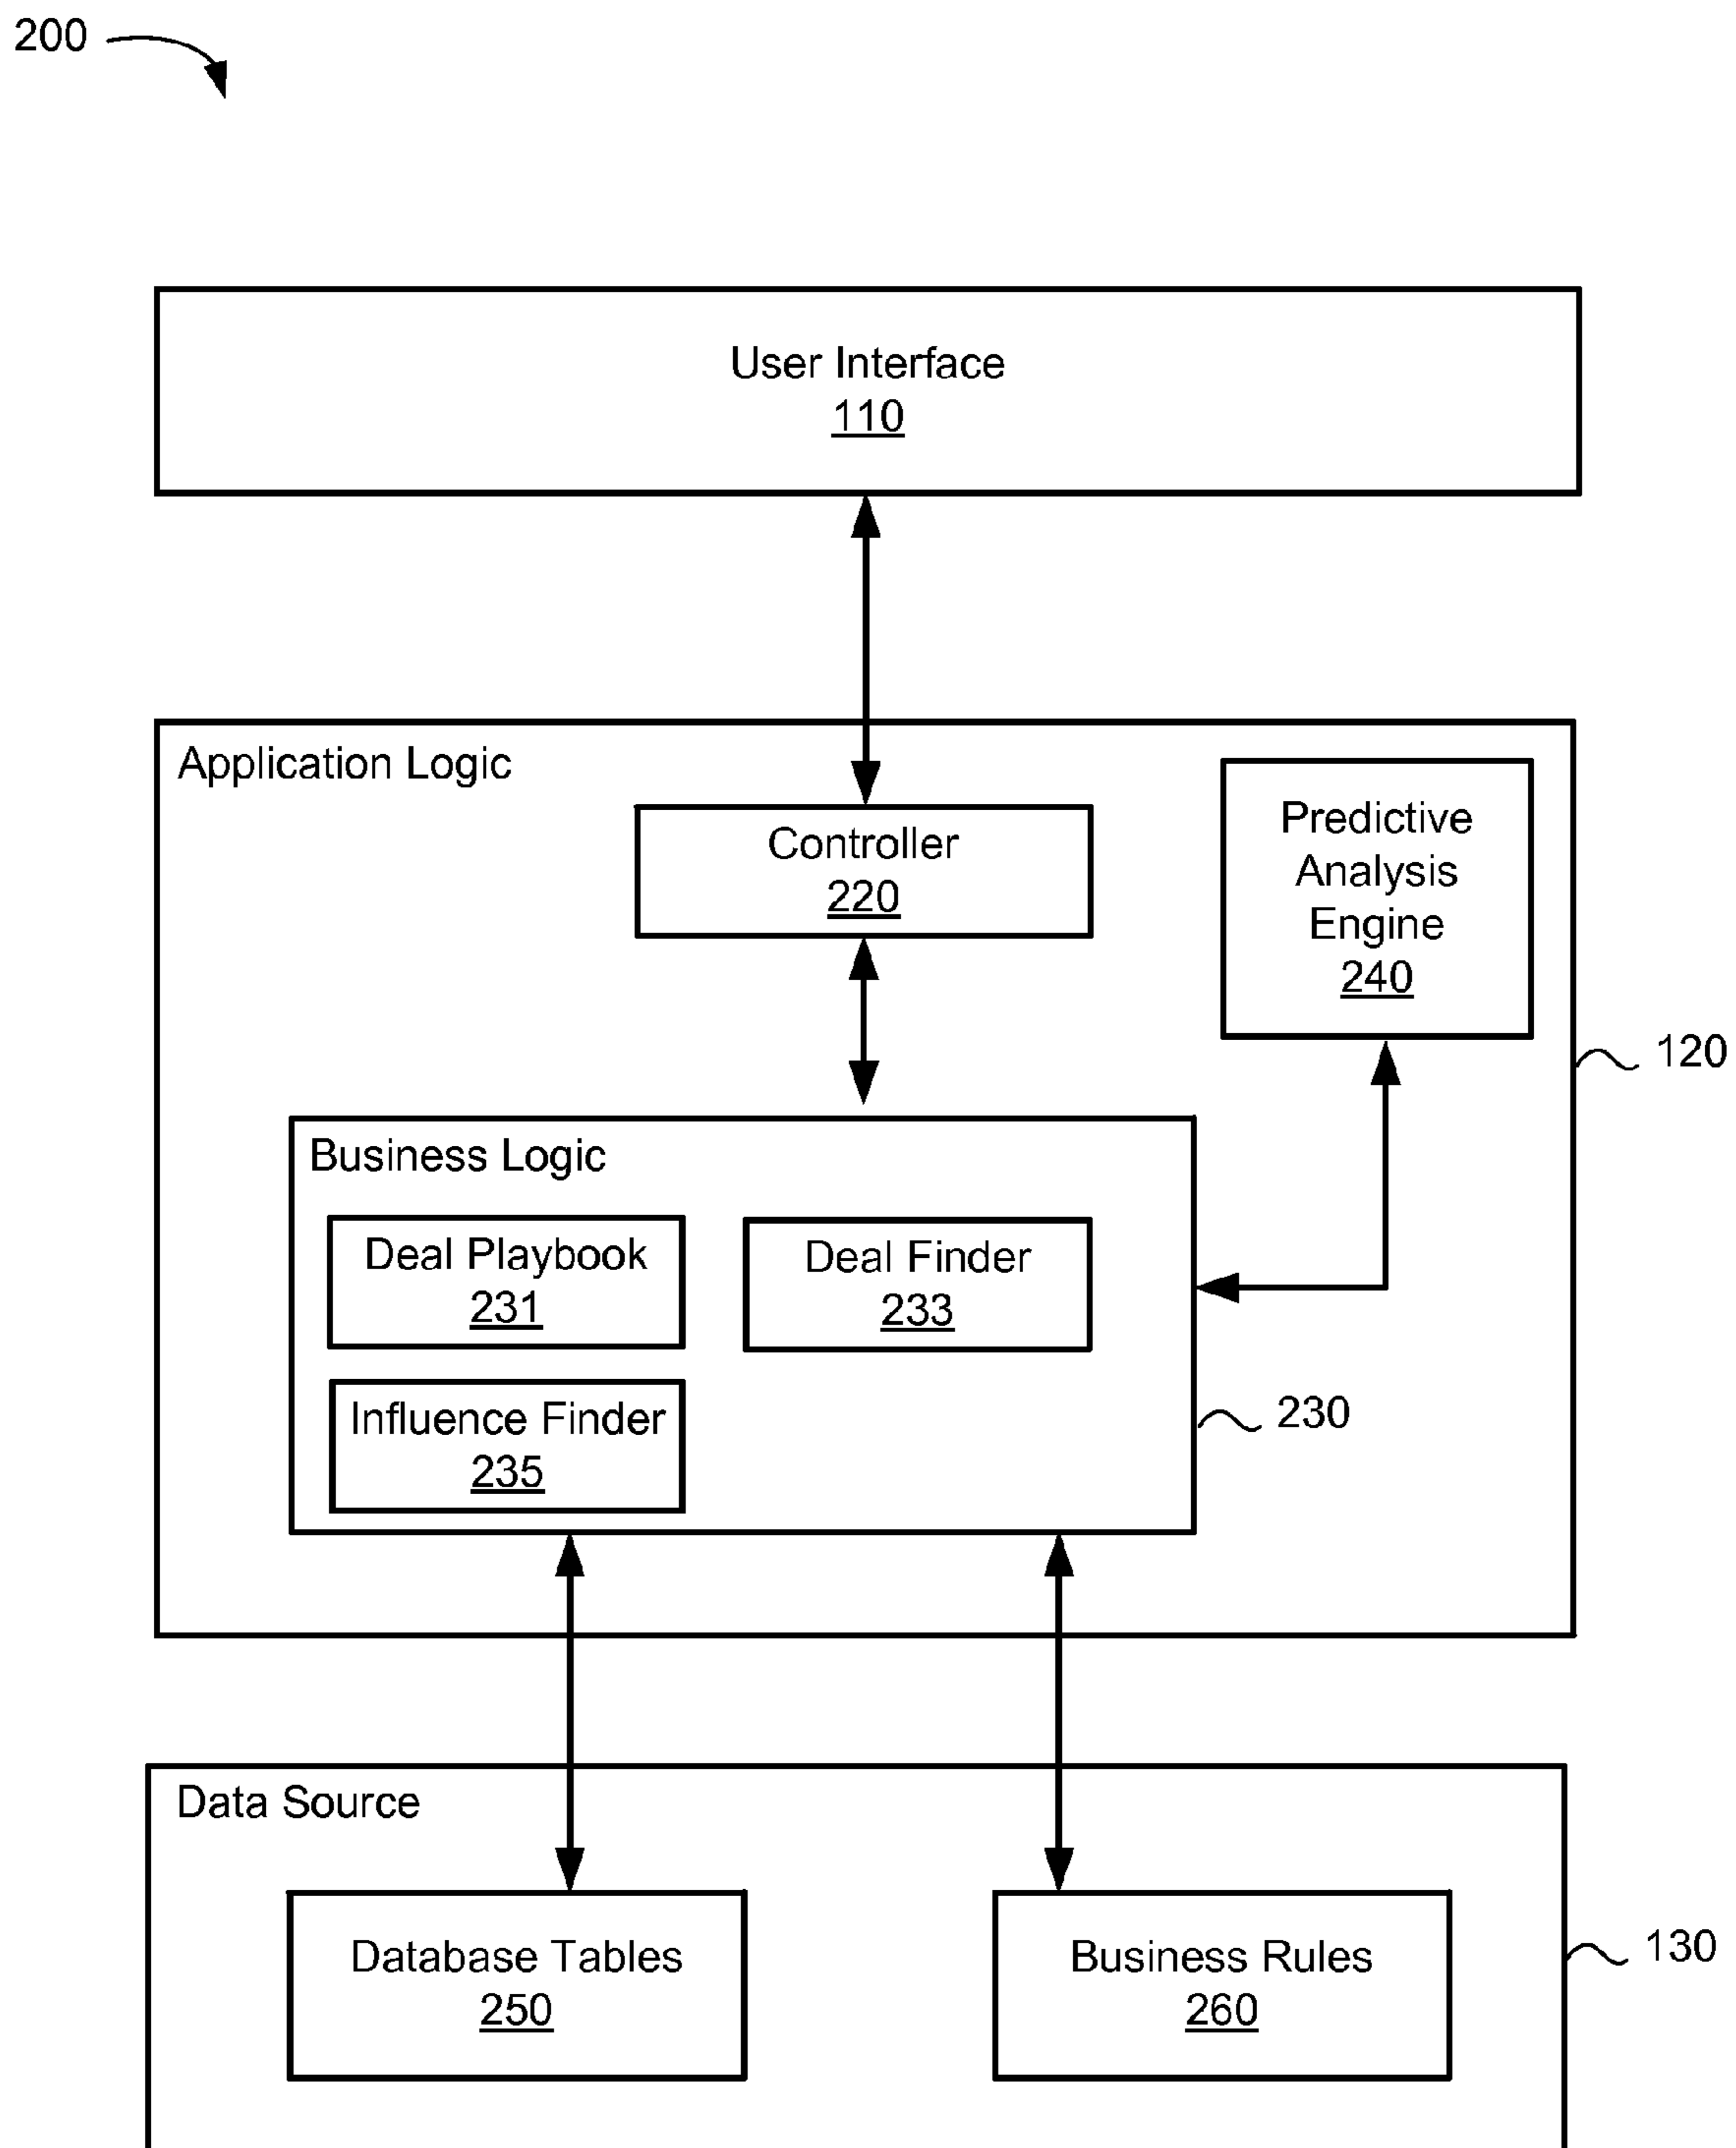 200
User Interface
110
Application Logic
Controller
220
Predictive
Analysis
Engine
240
120
Business Logic
Deal Playbook
231
Deal Finder
233
Influence Finder
235
230
Data Source
Database Tables
250
Business Rules
260
130